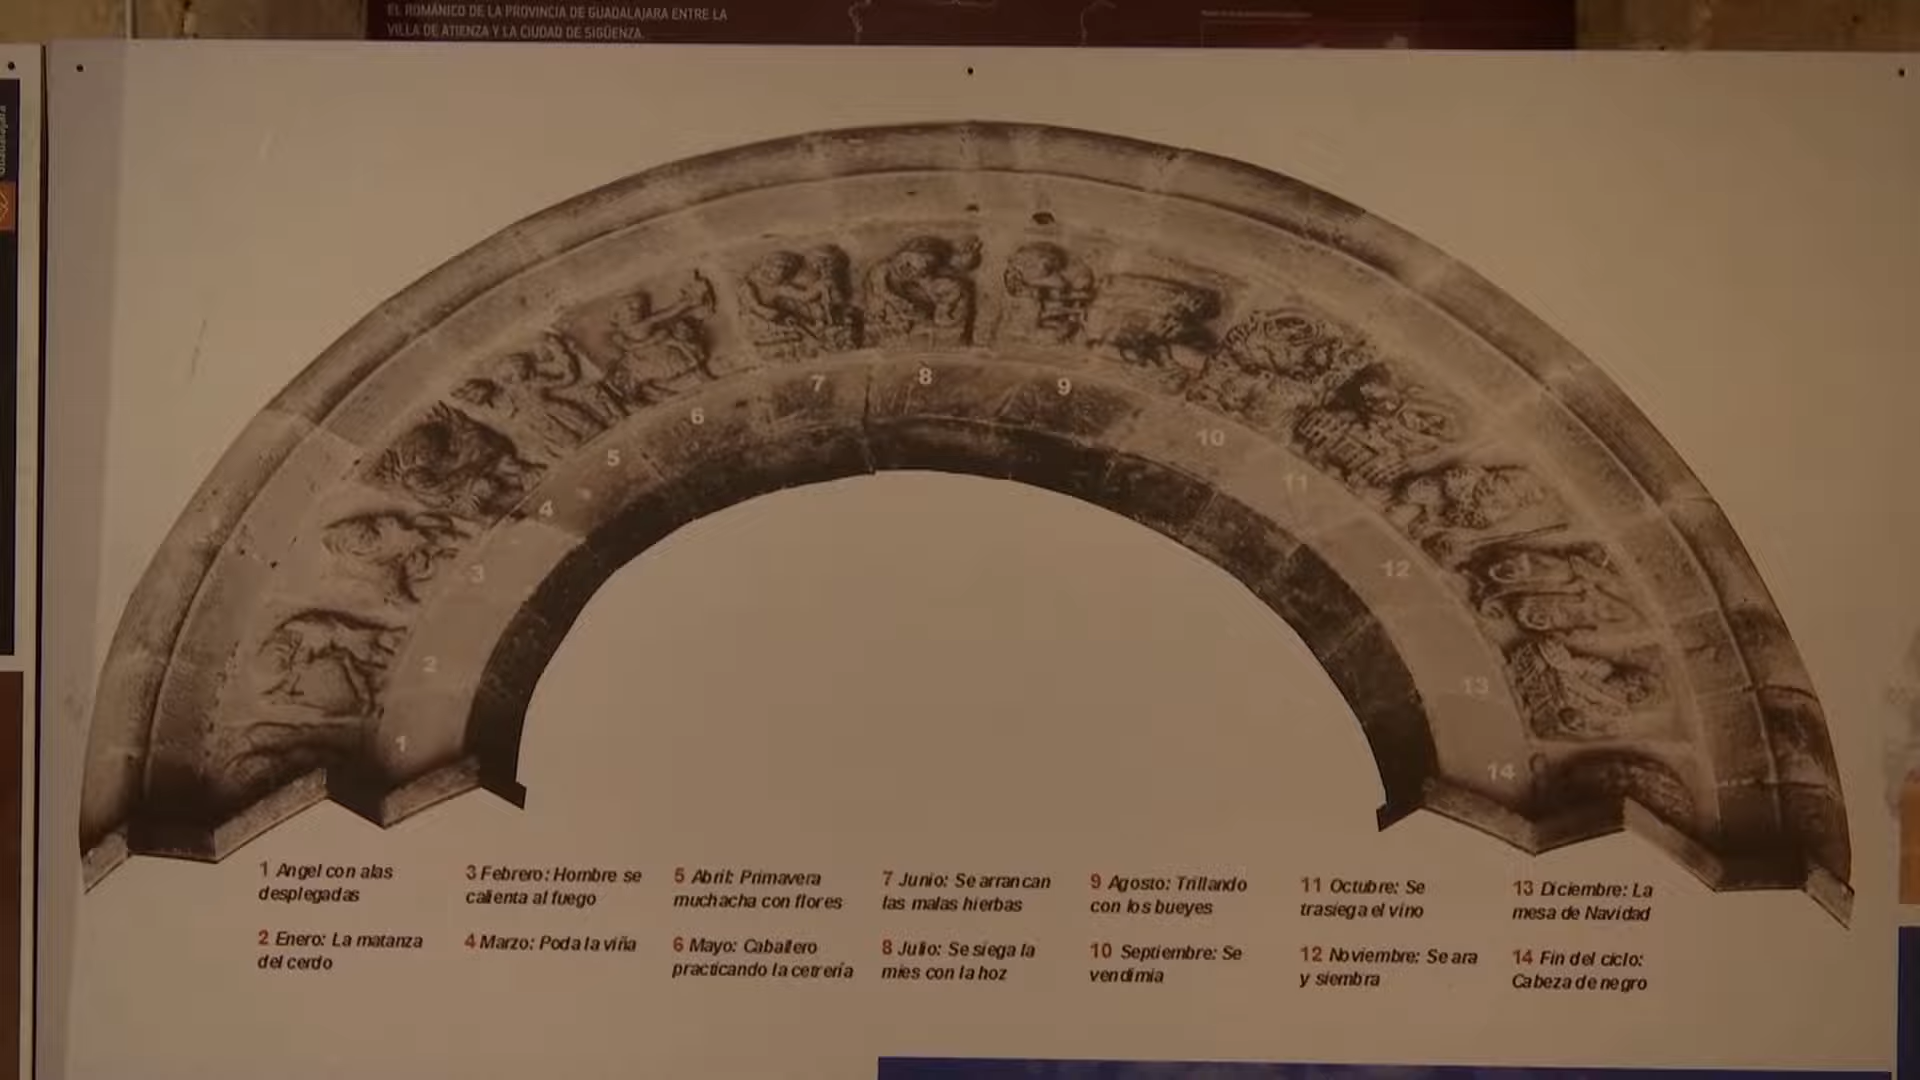 EL ROMÁNICO DE LA PROVINCIA DE GUADALAJARA ENTRE LA
VILLA DE ATIENZA Y LA CIUDAD DE SIGÜENZA.
Guadalajara
1
2
3
4
5
6
7
8
9
10
11
12
13
14
1 Angel con alas
desplegadas
2 Enero: La matanza
del cerdo
3 Febrero: Hombre se
calienta al fuego
4 Marzo: Poda la viña
5 Abril: Primavera
muchacha con flores
6 Mayo: Caballero
practicando la cetrería
7 Junio: Se arrancan
las malas hierbas
8 Julio: Se siega la
mies con la hoz
9 Agosto: Trillando
con los bueyes
10 Septiembre: Se
vendimia
11 Octubre: Se
trasiega el vino
12 Noviembre: Se ara
y siembra
13 Diciembre: La
mesa de Navidad
14 Fin del ciclo:
Cabeza de negro